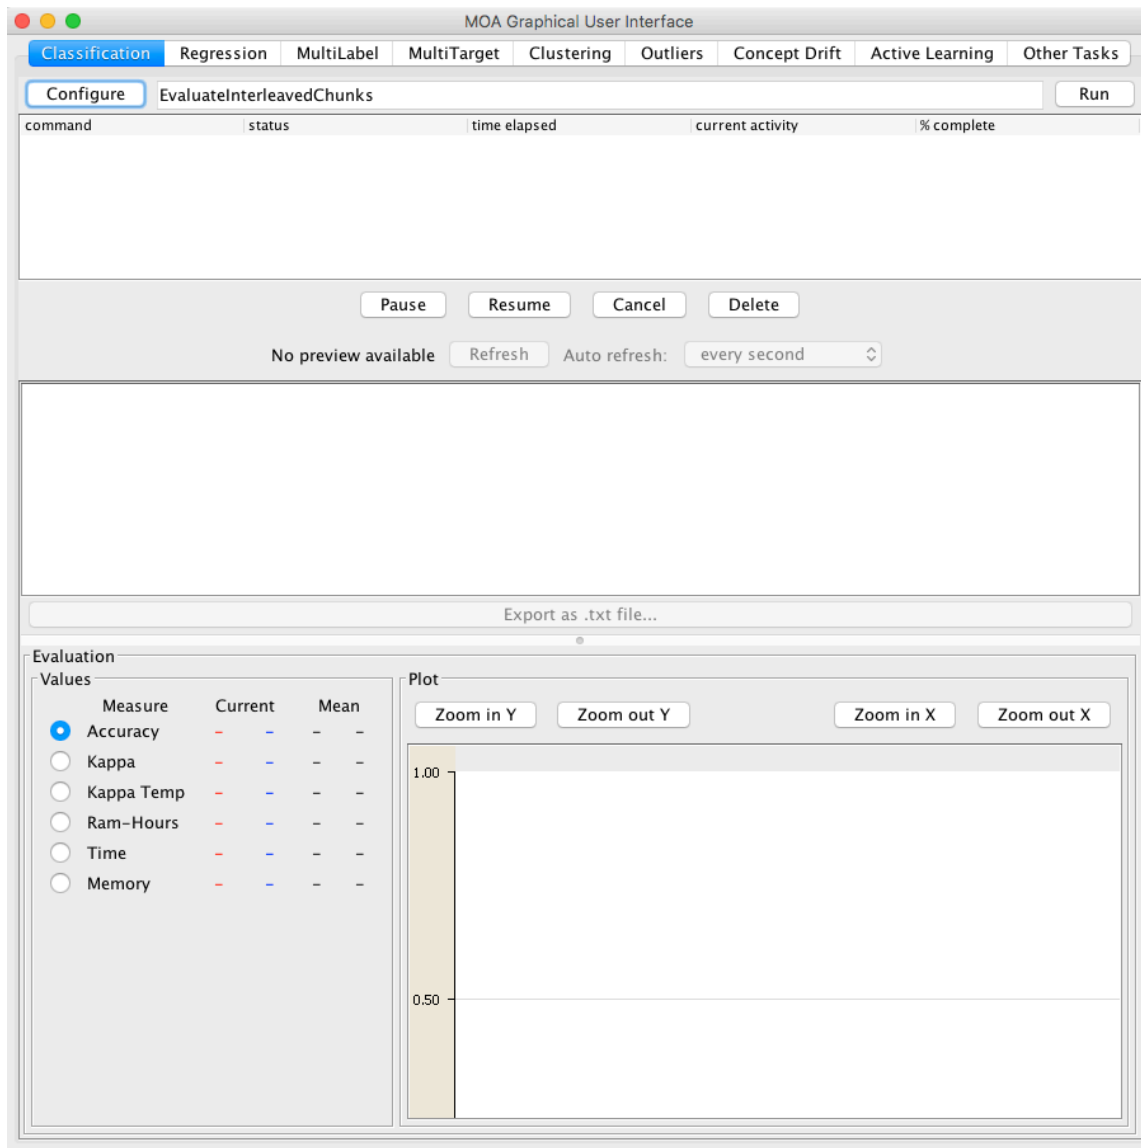 MOA Graphical User Interface
Classification Regression MultiLabel MultiTarget Clustering Outliers Concept Drift Active Learning Other Tasks
Configure EvaluateInterleavedChunks Run
command status time elapsed current activity % complete
Pause Resume Cancel Delete
No preview available Refresh Auto refresh: every second
Export as .txt file...
Evaluation
Values
Measure Current Mean
Accuracy - - - -
Kappa - - - -
Kappa Temp - - - -
Ram-Hours - - - -
Time - - - -
Memory - - - -
Plot
Zoom in Y Zoom out Y Zoom in X Zoom out X
1.00
0.50